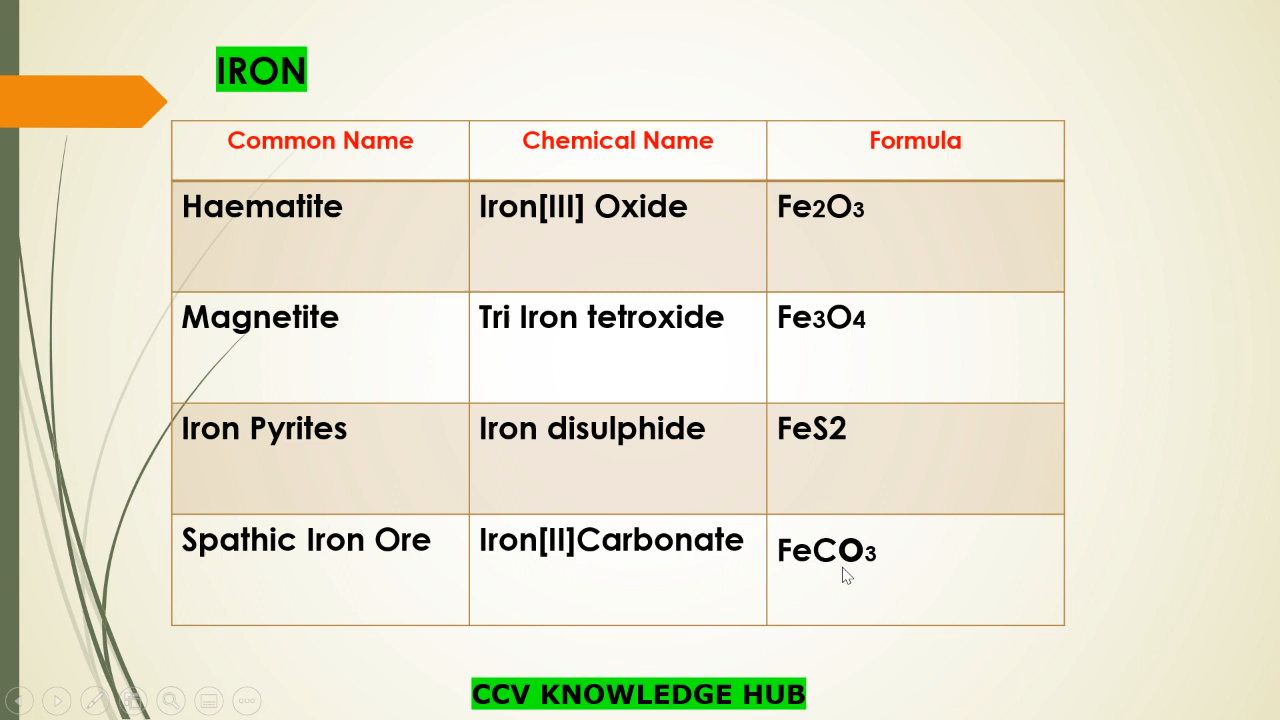 IRON
Common Name Chemical Name Formula
Haematite Iron[III] Oxide Fe2O3
Magnetite Tri Iron tetroxide Fe3O4
Iron Pyrites Iron disulphide FeS2
Spathic Iron Ore Iron[II]Carbonate FeCo3
CCV KNOWLEDGE HUB